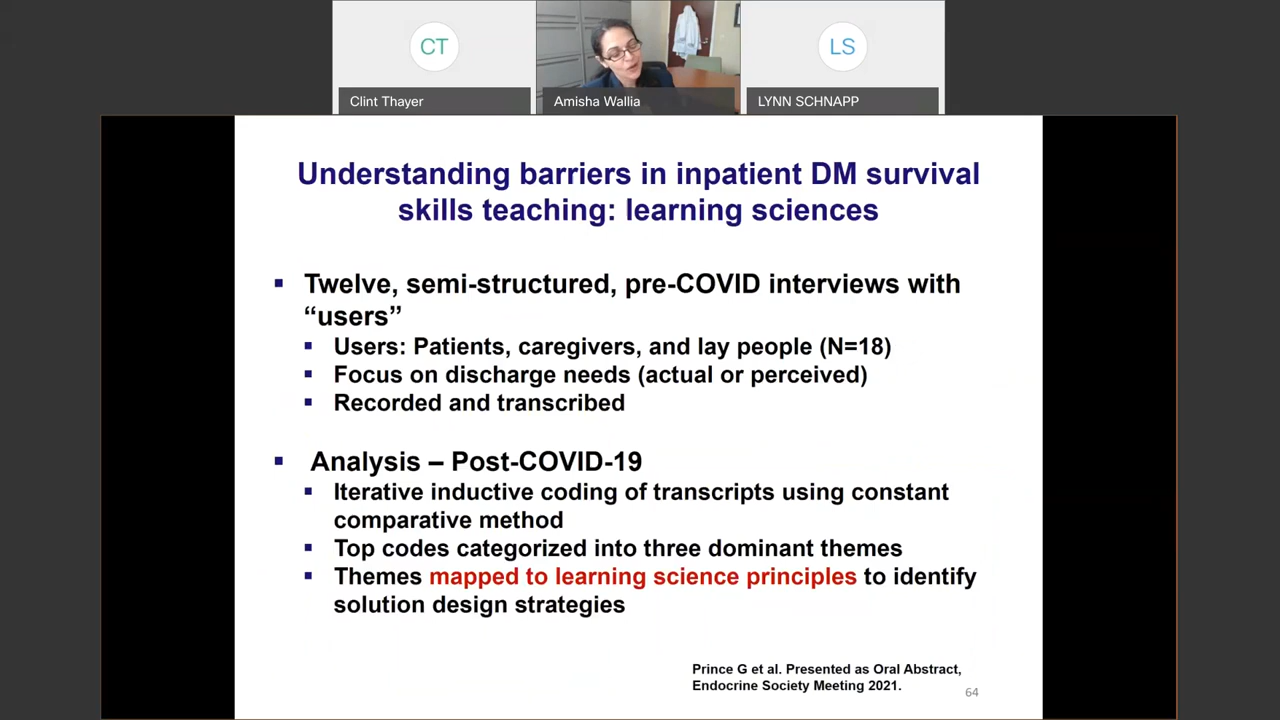 CT
LS
Clint Thayer
Amisha Wallia
LYNN SCHNAPP
Understanding barriers in inpatient DM survival
skills teaching: learning sciences
▪ Twelve, semi-structured, pre-COVID interviews with
“users”
▪ Users: Patients, caregivers, and lay people (N=18)
▪ Focus on discharge needs (actual or perceived)
▪ Recorded and transcribed
▪ Analysis – Post-COVID-19
▪ Iterative inductive coding of transcripts using constant
comparative method
▪ Top codes categorized into three dominant themes
▪ Themes mapped to learning science principles to identify
solution design strategies
Prince G et al. Presented as Oral Abstract,
Endocrine Society Meeting 2021.
64